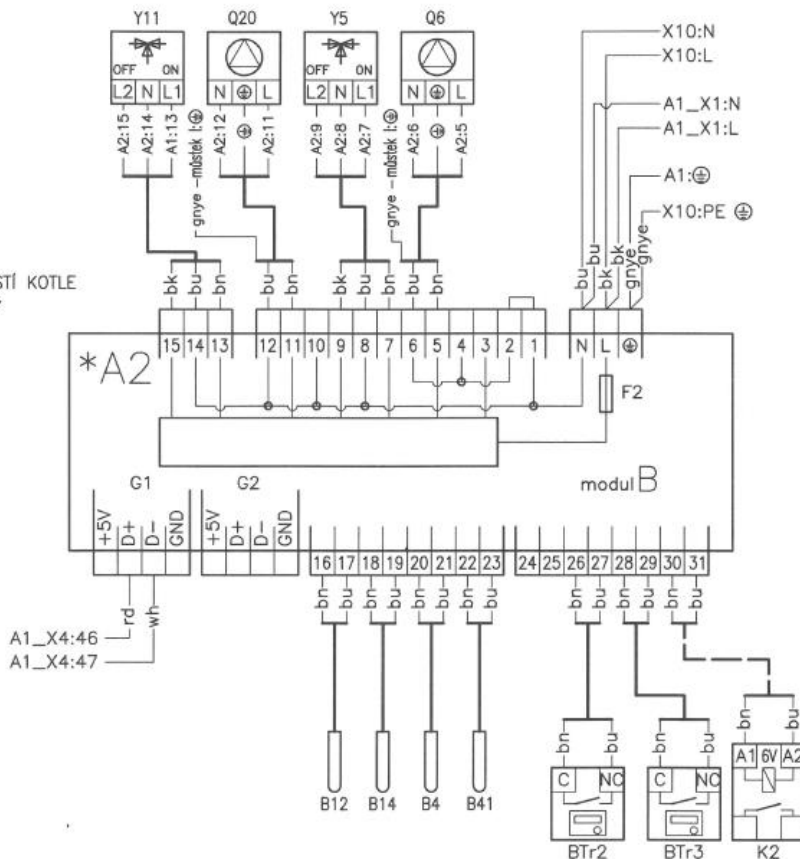 Y11 Q20 Y5 Q6
X10:N
X10:L
OFF ON OFF ON
L2 N L1 N L L2 N L1 N L
A1_X1:N
A1_X1:L
A2:15 A2:14 A1:13 A2:12 A2:11 A2:9 A2:8 A2:7 A2:6 A2:5
gnye -můstek I: gnye -můstek I:
A1:
X10:PE
bu bu bk bk gnye gnye
STÍ KOTLE
bk bu bn bu bn bk bu bn bu bn
15 14 13 12 11 10 9 8 7 6 5 4 3 2 1 N L
*A2
F2
G1 G2 modul B
+5V D+ D- GND +5V D+ D- GND
16 17 18 19 20 21 22 23 24 25 26 27 28 29 30 31
bn bu bn bu bn bu bn bu bn bu bn bu bn bu
rd wh
A1_X4:46
A1_X4:47
bn bu bn bu bn bu
C NC C NC A1 6V A2
B12 B14 B4 B41
BTr2 BTr3 K2